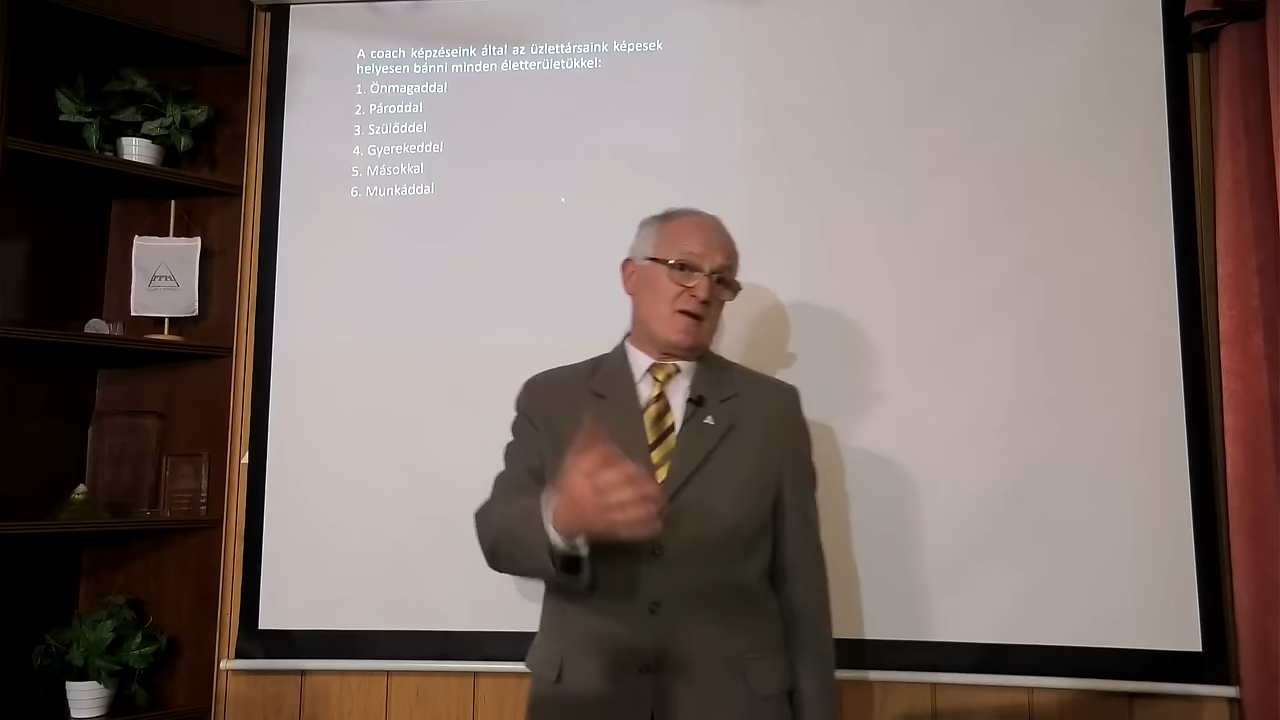 A coach képzéseink által az üzlettársaink képesek
helyesen bánni minden életterületükkel:
1. Önmagaddal
2. Pároddal
3. Szülőddel
4. Gyerekeddel
5. Másokkal
6. Munkáddal